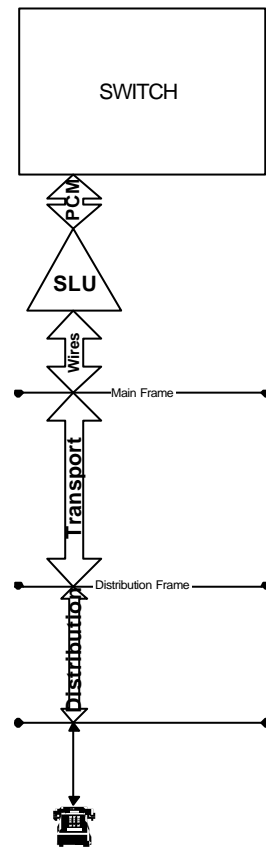 SWITCH
PCM
SLU
Wires
Main Frame
Transport
Distribution Frame
Distribution